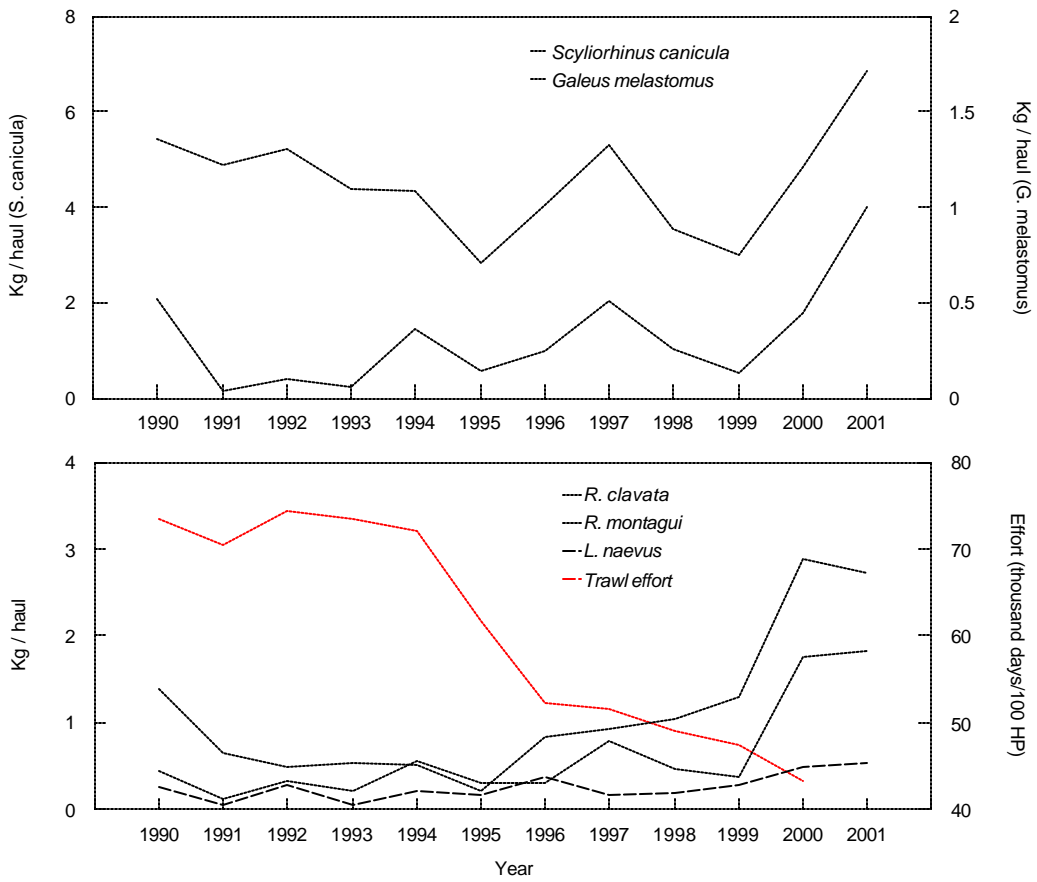 8
6
4
2
0
Kg / haul (S. canicula)
Scyliorhinus canicula
Galeus melastomus
2
1.5
1
0.5
0
Kg / haul (G. melastomus)
1990 1991 1992 1993 1994 1995 1996 1997 1998 1999 2000 2001
4
3
2
1
0
Kg / haul
R. clavata
R. montagui
L. naevus
Trawl effort
80
70
60
50
40
Effort (thousand days/100 HP)
1990 1991 1992 1993 1994 1995 1996 1997 1998 1999 2000 2001
Year